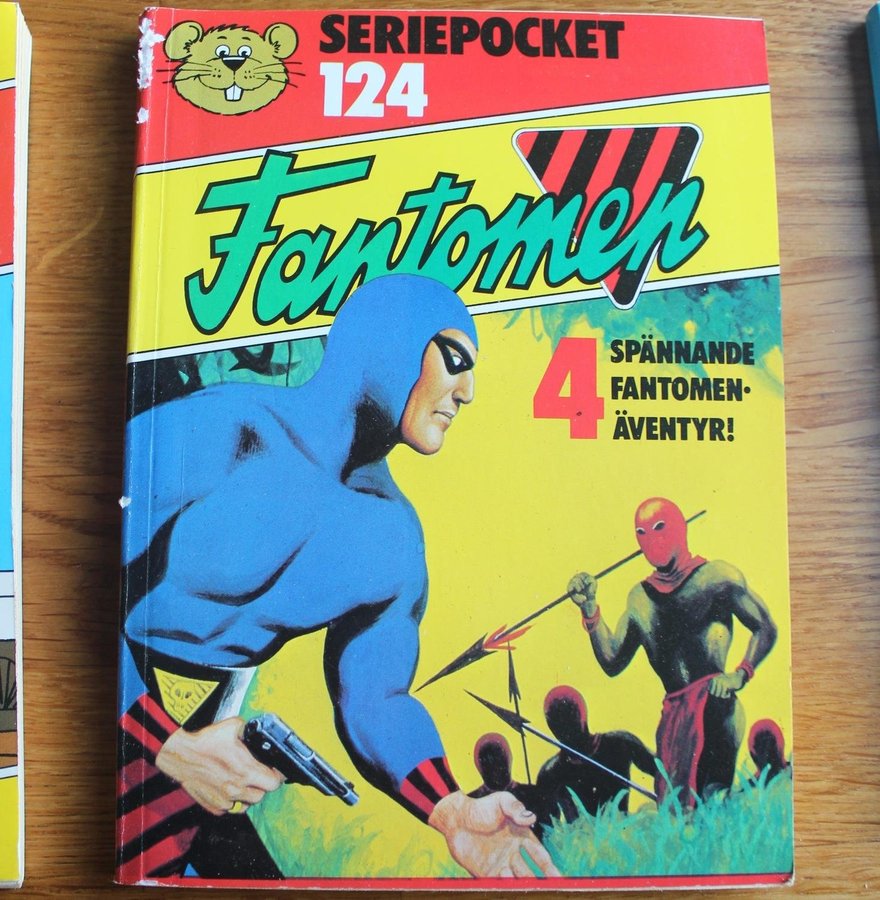 SERIEPOCKET
124
Fantomen
4 SPÄNNANDE
FANTOMEN-
ÄVENTYR!